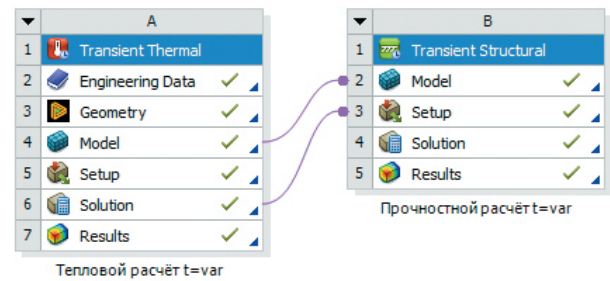 A
1 Transient Thermal
2 Engineering Data
3 Geometry
4 Model
5 Setup
6 Solution
7 Results
Тепловой расчёт t=var
B
1 Transient Structural
2 Model
3 Setup
4 Solution
5 Results
Прочностной расчёт t=var